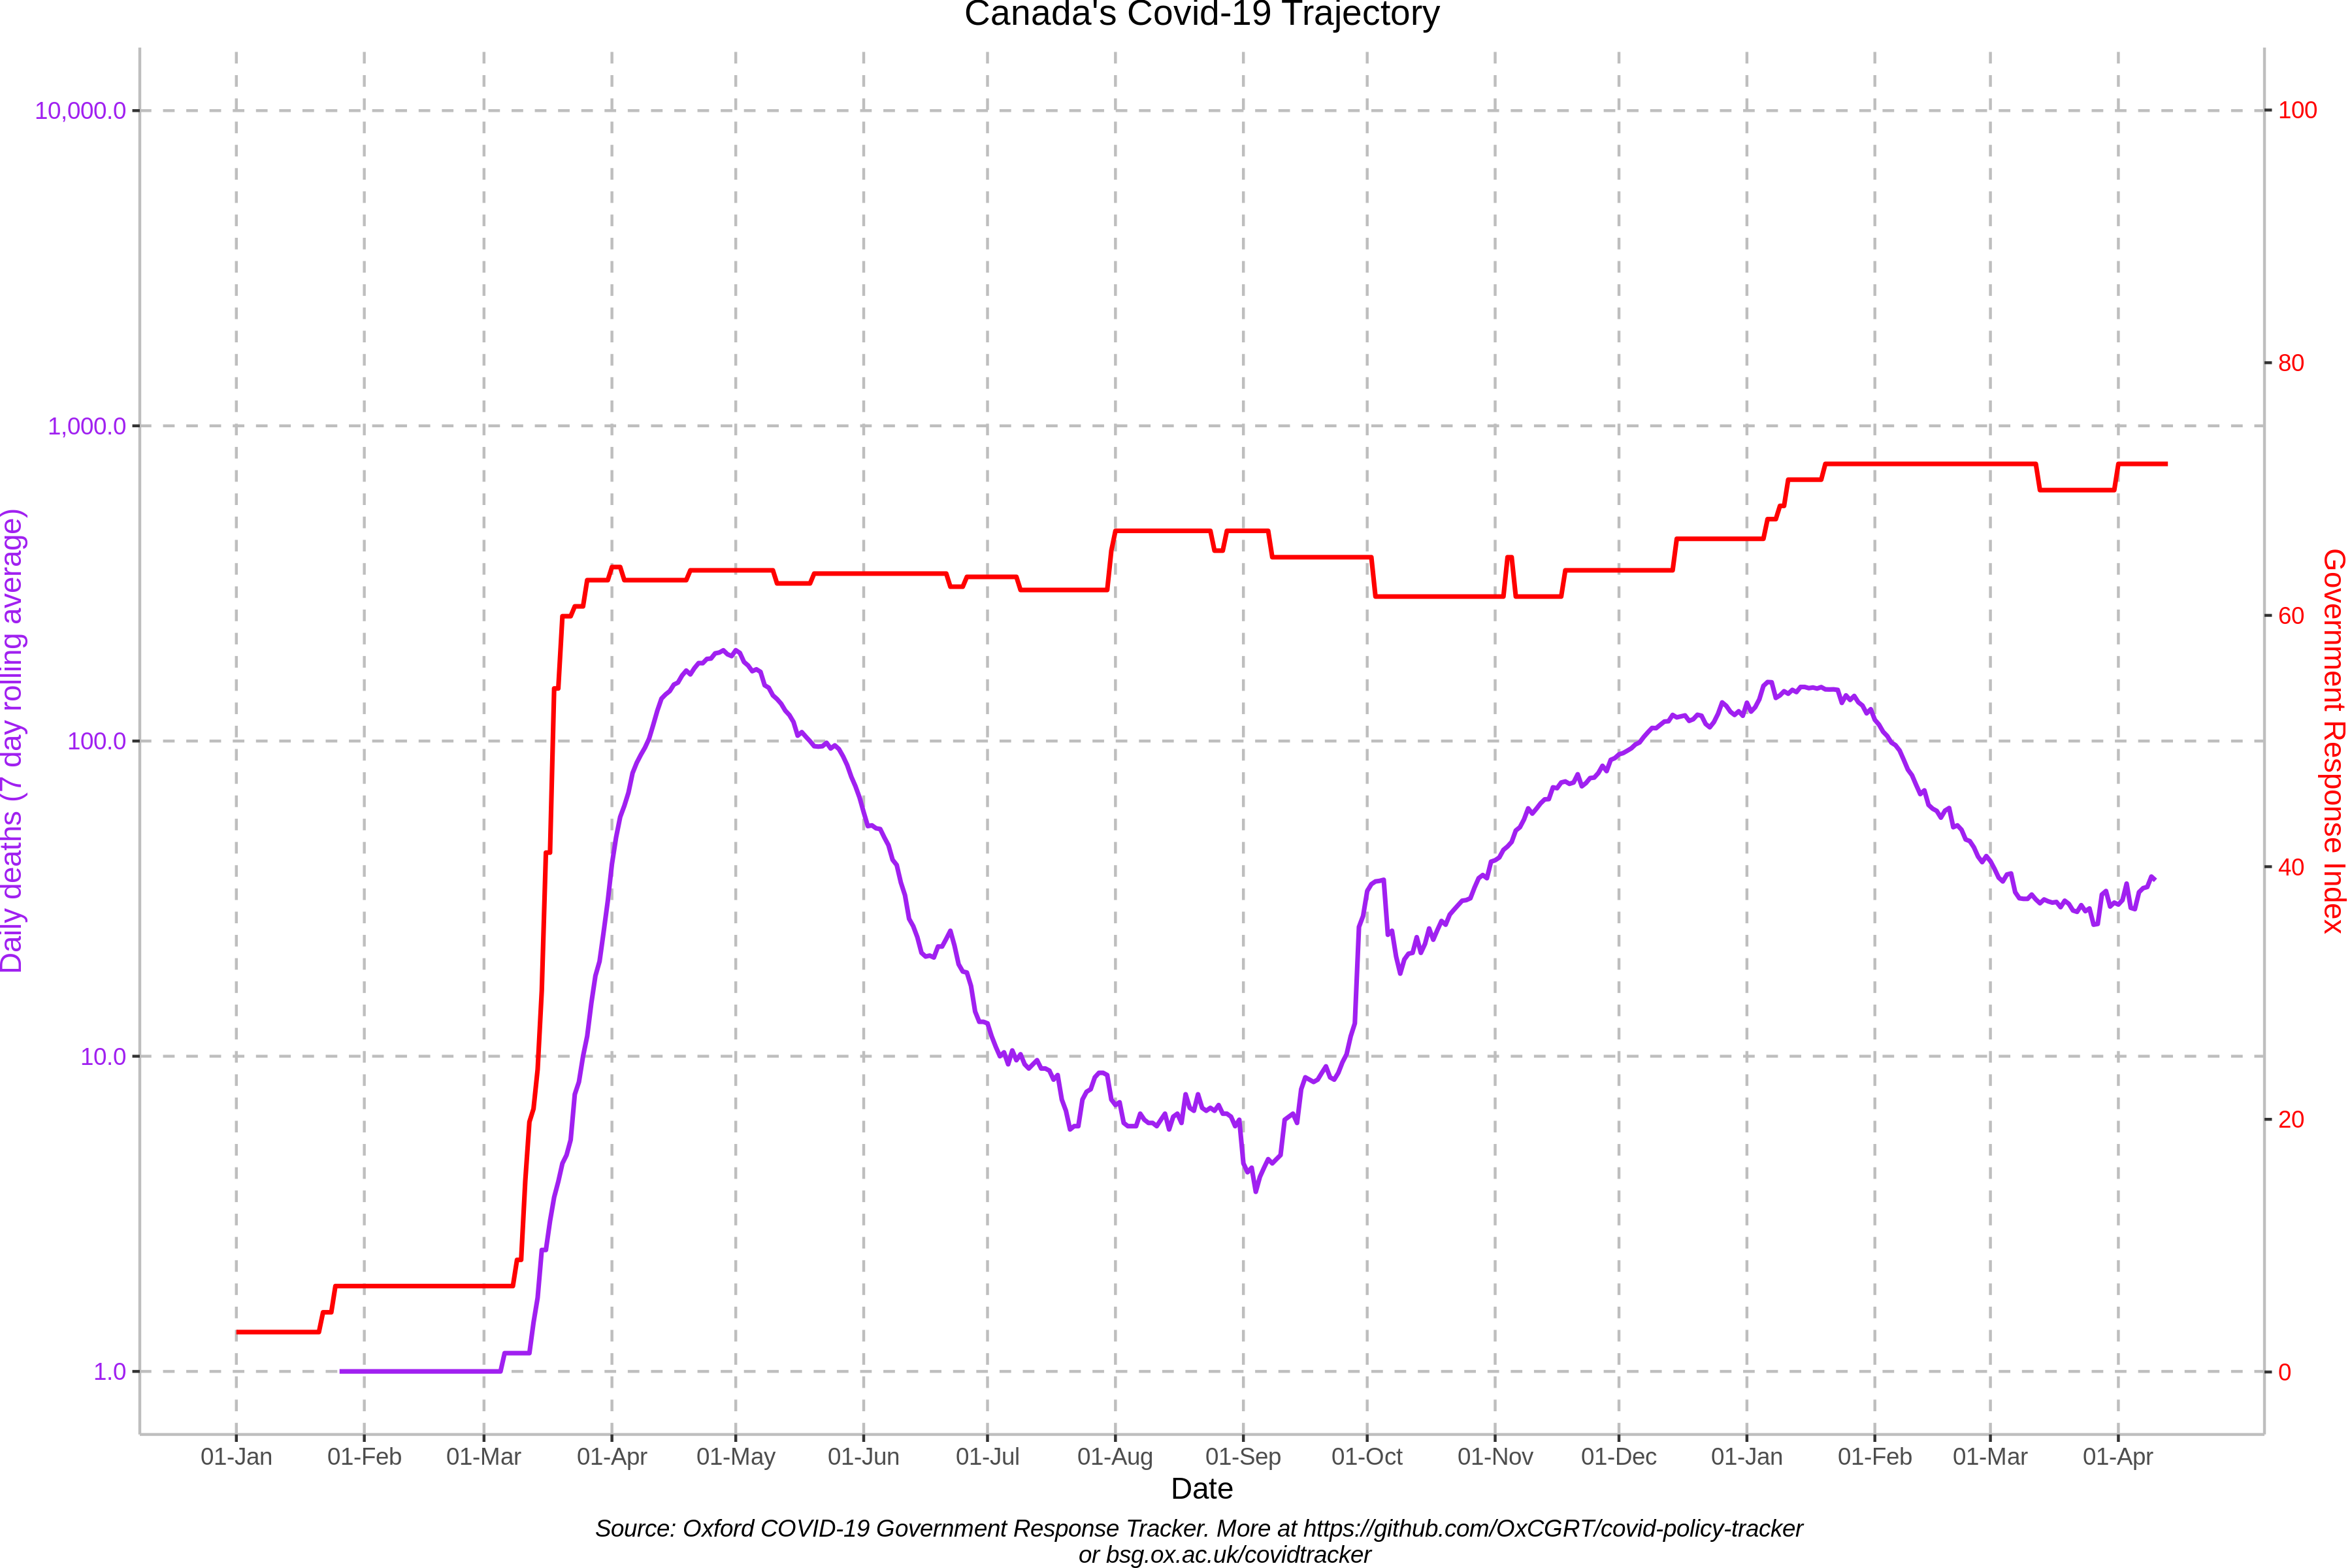 Canada's Covid-19 Trajectory
10,000.0
1,000.0
100.0
10.0
1.0
Daily deaths (7 day rolling average)
100
80
60
40
20
0
Government Response Index
01-Jan
01-Feb
01-Mar
01-Apr
01-May
01-Jun
01-Jul
01-Aug
01-Sep
01-Oct
01-Nov
01-Dec
01-Jan
01-Feb
01-Mar
01-Apr
Date
Source: Oxford COVID-19 Government Response Tracker. More at https://github.com/OxCGRT/covid-policy-tracker
or bsg.ox.ac.uk/covidtracker